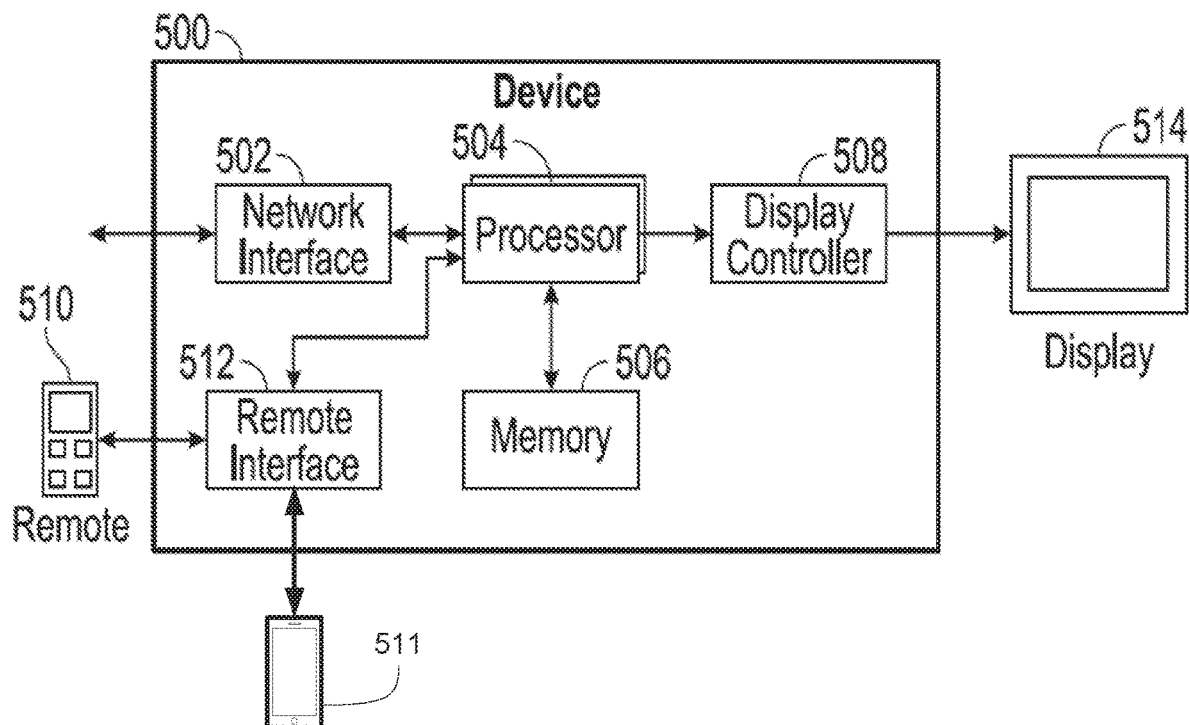 500
Device
502
504
508
514
Network
Interface
Processor
Display
Controller
510
512
506
Display
Remote
Interface
Memory
Remote
511